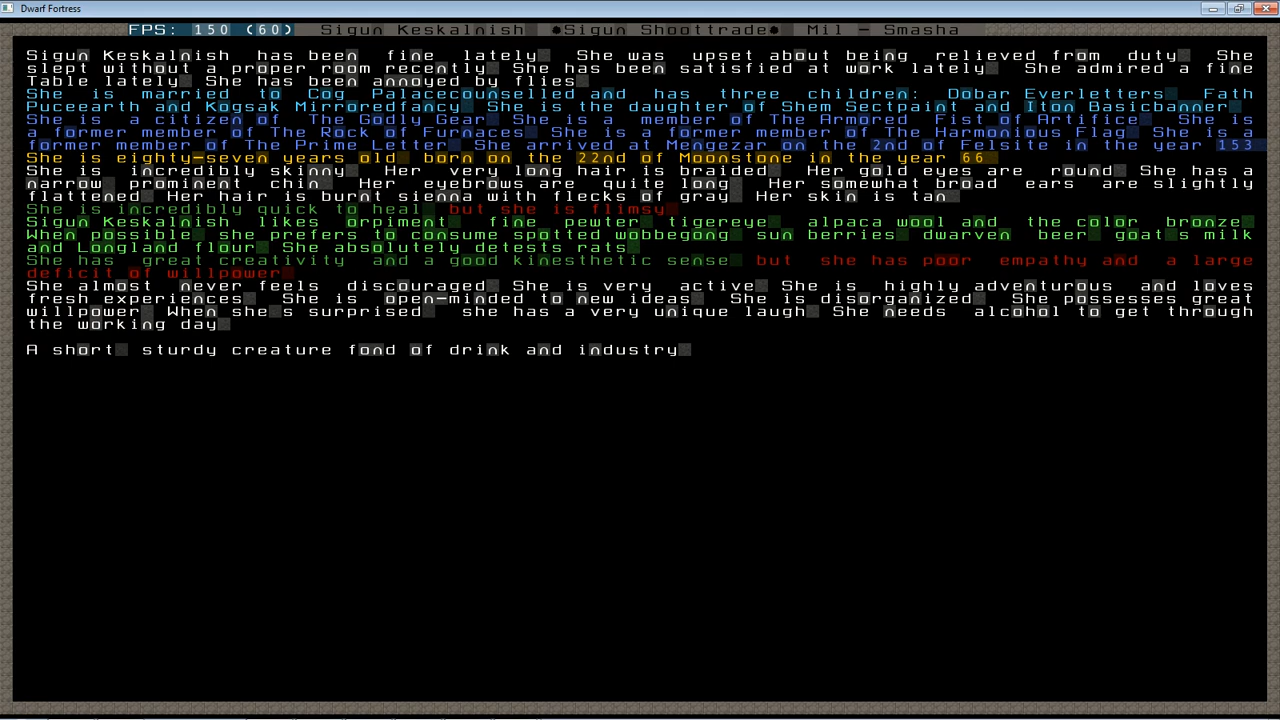 Dwarf Fortress
FPS: 150 (60) Sigun Keskalnish ●Sigun Shoottrade● Mil - Smasha
Sigun Keskalnish has been fine lately. She was upset about being relieved from duty. She
slept without a proper room recently. She has been satisfied at work lately. She admired a fine
Table lately. She has been annoyed by flies.
She is married to Cog Palacecounselled and has three children: Dobar Everletters, Fath
Puceearth and Kogsak Mirroredfancy. She is the daughter of Shem Sectpaint and Iton Basicbanner.
She is a citizen of The Godly Gear. She is a member of The Armored Fist of Artifice. She is
a former member of The Rock of Furnaces. She is a former member of The Harmonious Flag. She is a
former member of The Prime Letter. She arrived at Mengezar on the 2nd of Felsite in the year 153.
She is eighty-seven years old, born on the 22nd of Moonstone in the year 66.
She is incredibly skinny. Her very long hair is braided. Her gold eyes are round. She has a
narrow, prominent chin. Her eyebrows are quite long. Her somewhat broad ears are slightly
flattened. Her hair is burnt sienna with flecks of gray. Her skin is tan.
She is incredibly quick to heal, but she is flimsy.
Sigun Keskalnish likes orpiment, fine pewter, tigereye, alpaca wool and the color bronze.
When possible, she prefers to consume spotted wobbegong, sun berries, dwarven beer, goat's milk
and Longland flour. She absolutely detests rats.
She has great creativity and a good kinesthetic sense, but she has poor empathy and a large
deficit of willpower.
She almost never feels discouraged. She is very active. She is highly adventurous and loves
fresh experiences. She is open-minded to new ideas. She is disorganized. She possesses great
willpower. When she's surprised, she has a very unique laugh. She needs alcohol to get through
the working day.
A short, sturdy creature fond of drink and industry.